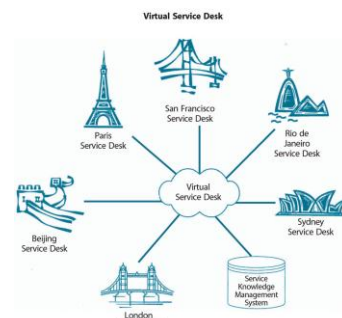 Virtual Service Desk
San Francisco
Service Desk
Paris
Service Desk
Rio de
Janeiro
Service Desk
Virtual
Service Desk
Beijing
Service Desk
Sydney
Service Desk
London
Service
Knowledge
Management
System